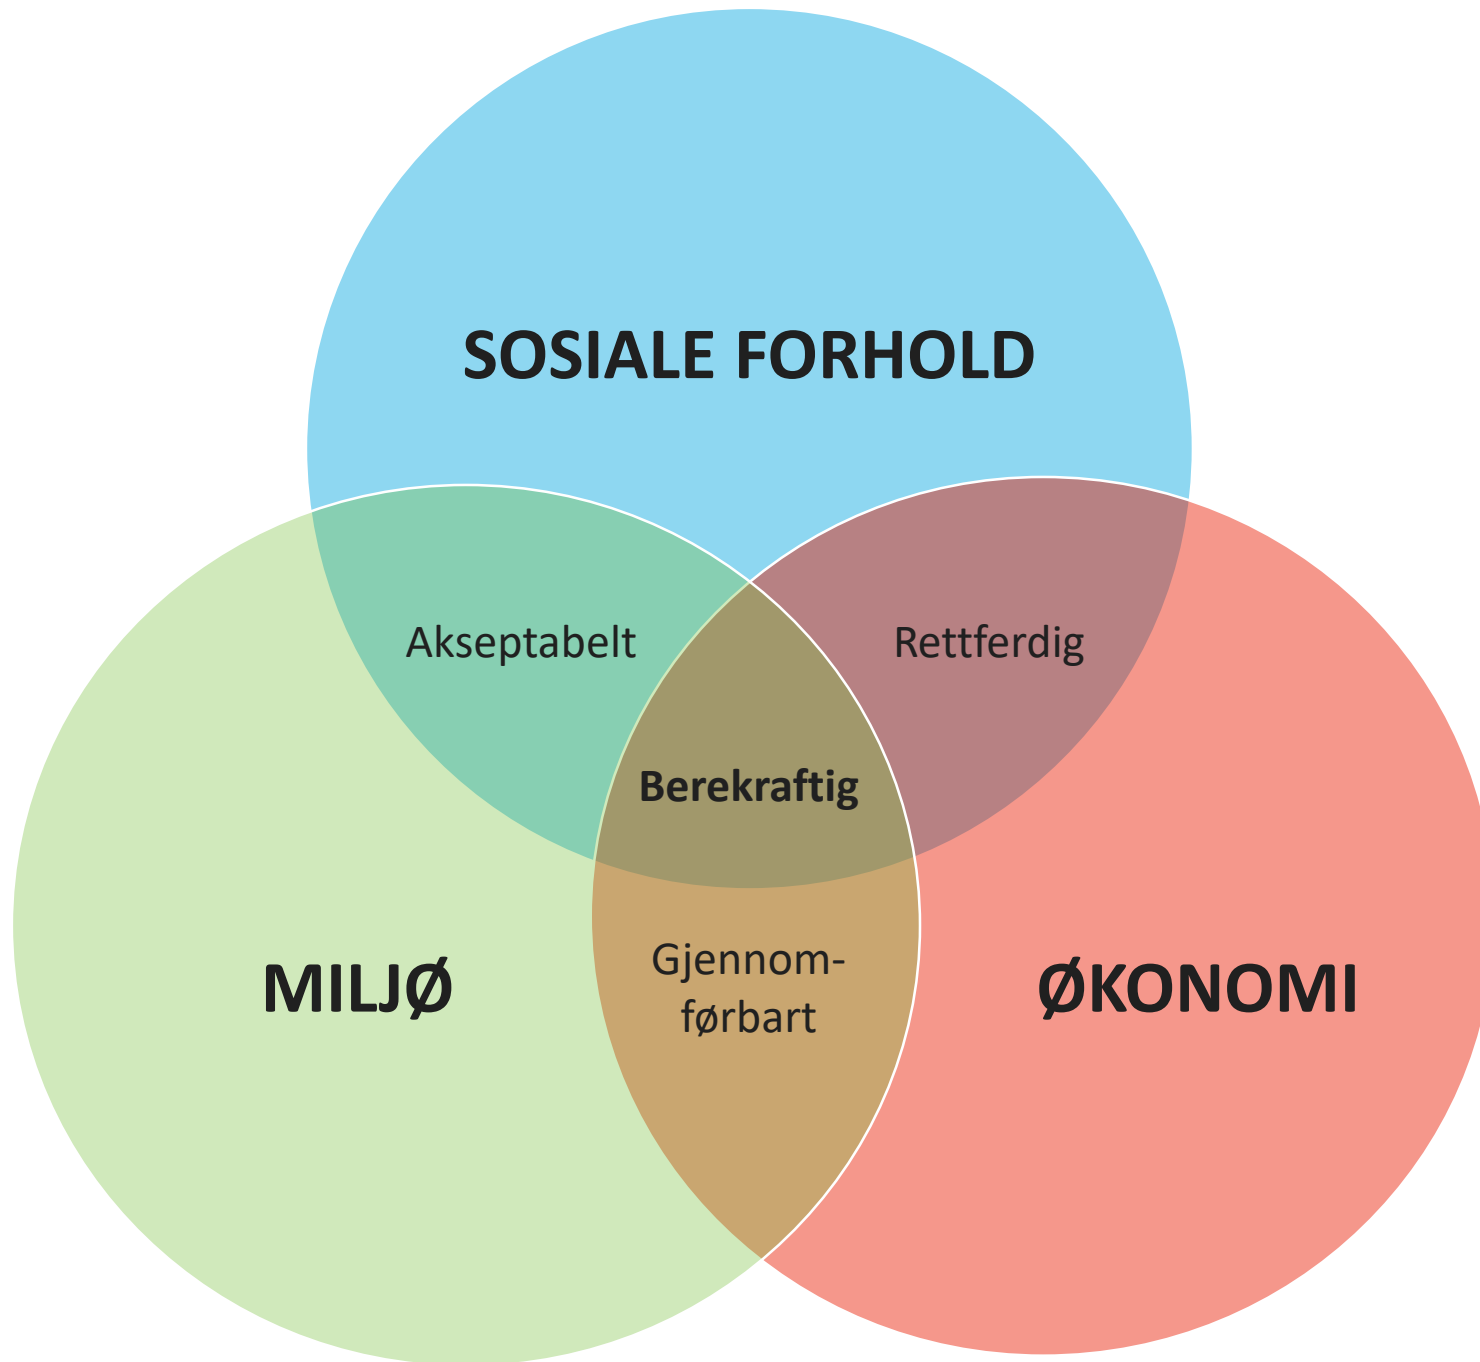 SOSIALE FORHOLD
Akseptabelt
Rettferdig
Berekraftig
Gjennom-
førbart
MILJØ
ØKONOMI